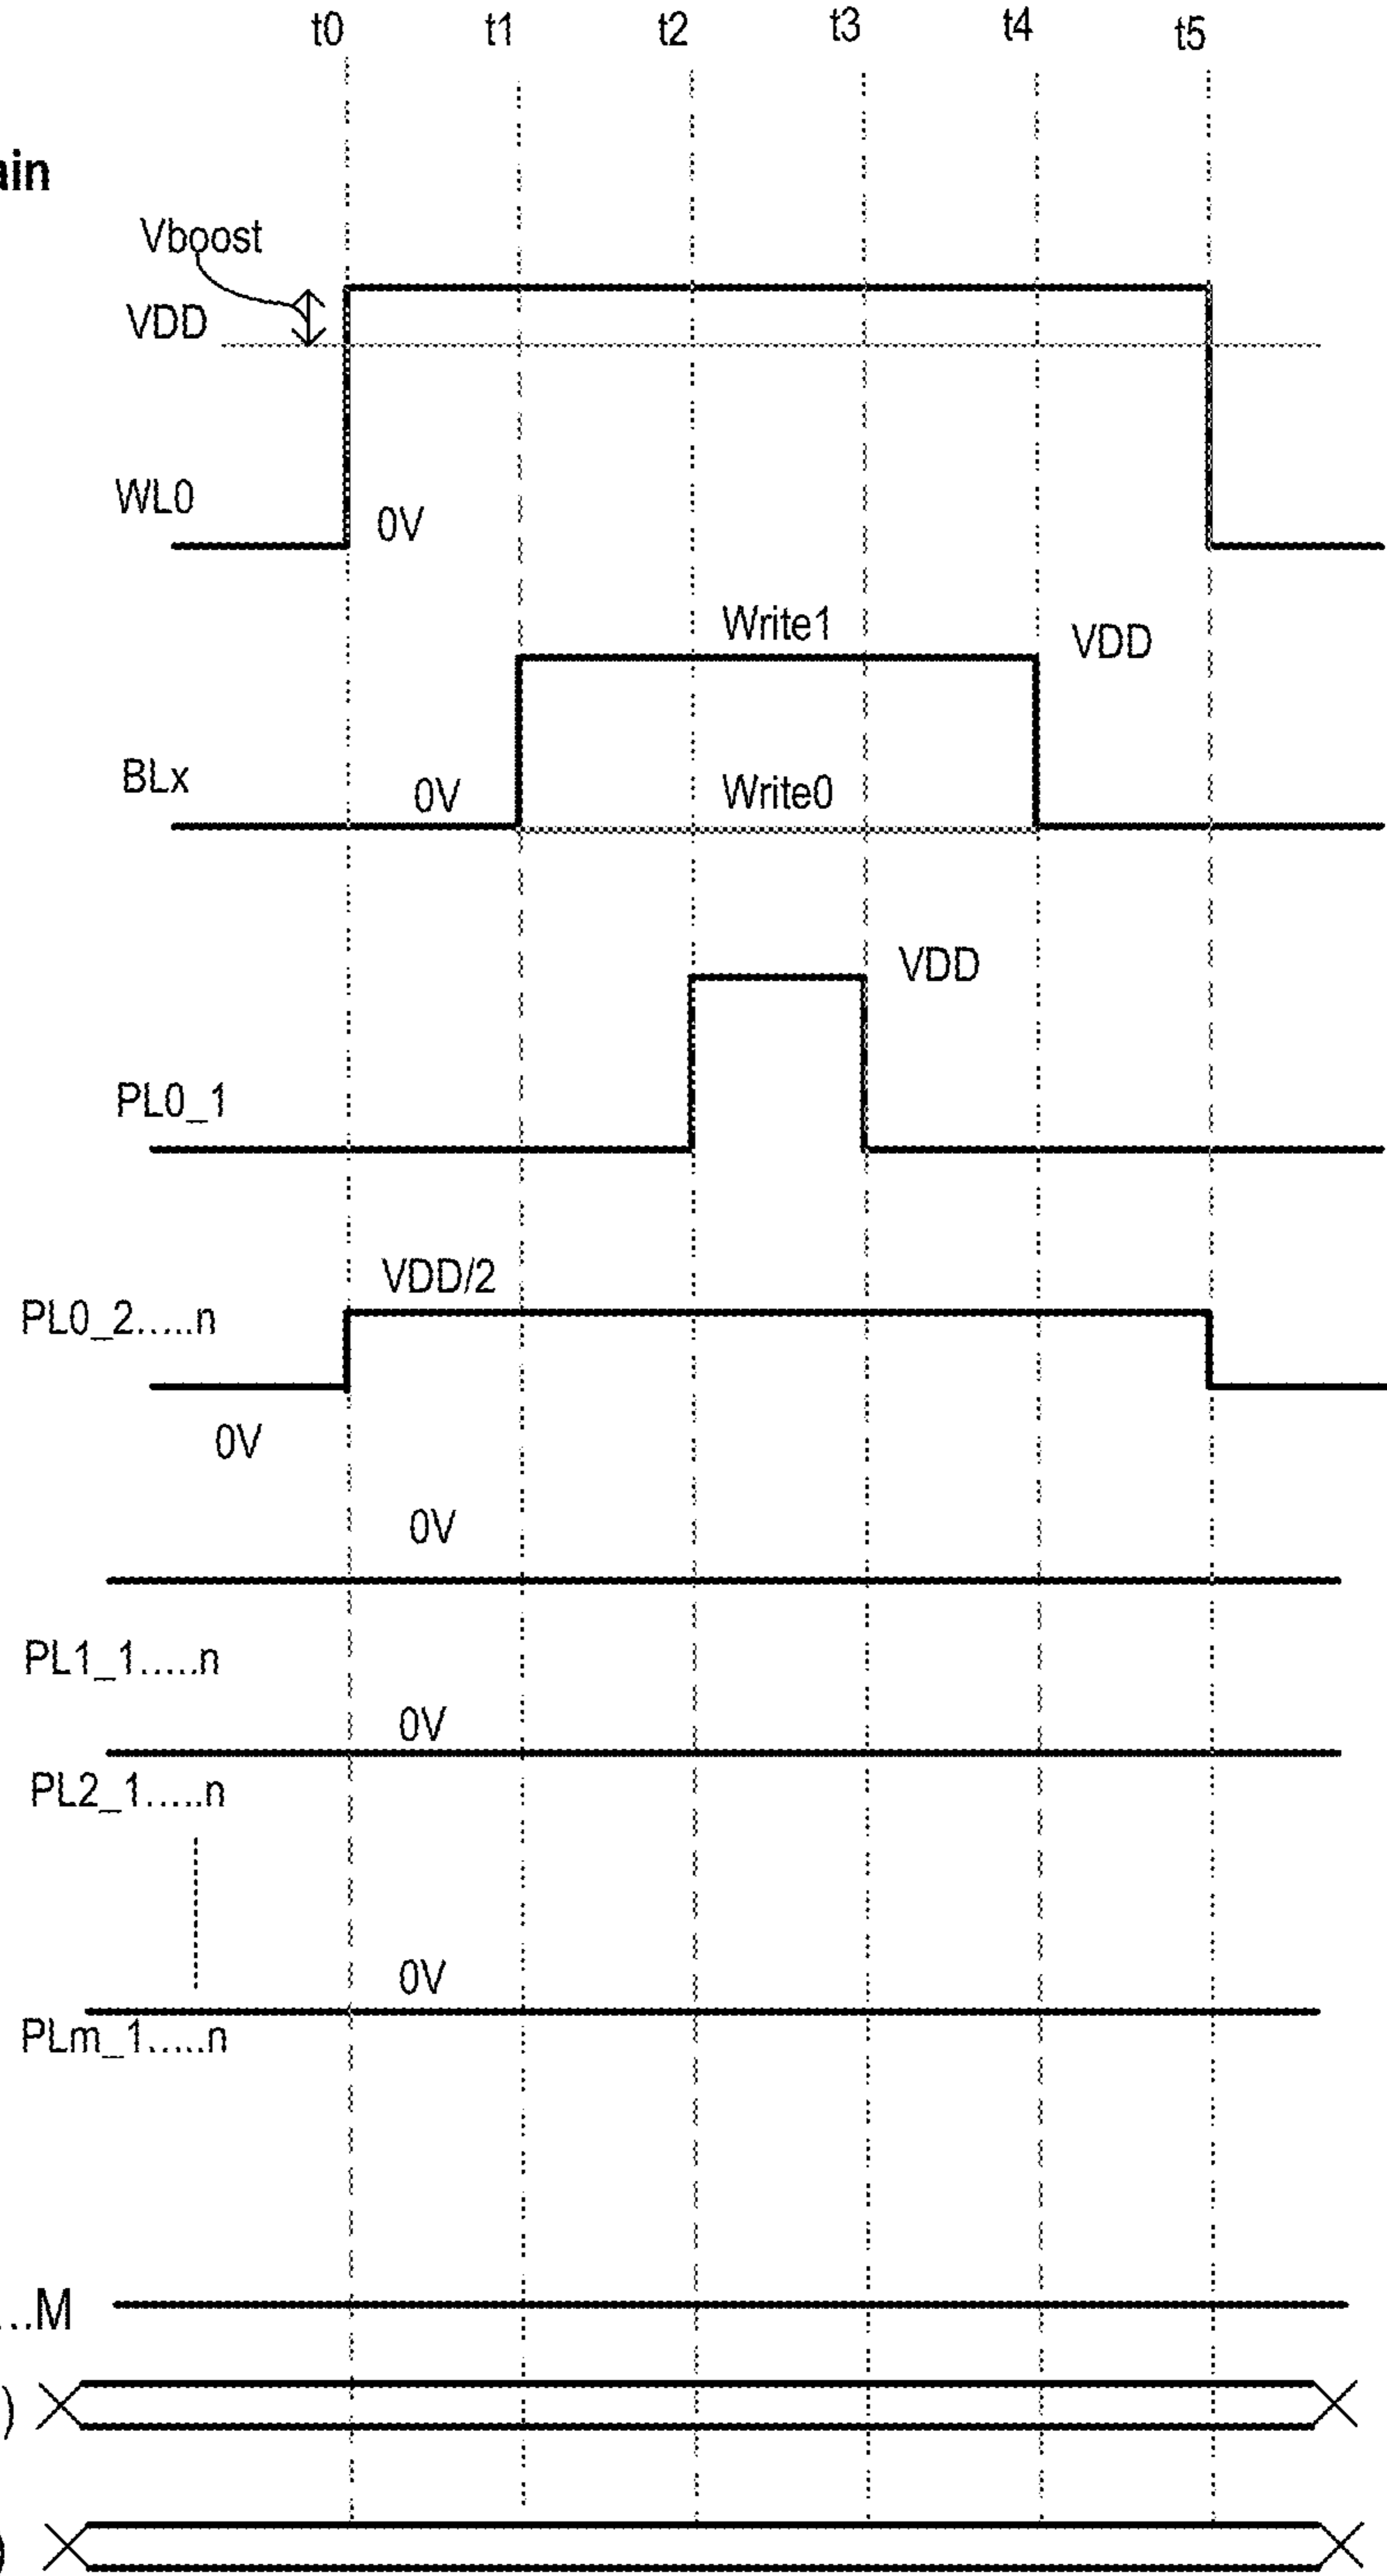 t0 t1 t2 t3 t4 t5
ain
Vboost
VDD
WL0
0V
Write1
VDD
BLx
0V
Write0
VDD
PL0_1
VDD/2
PL0_2.....n
0V
0V
PL1_1.....n
0V
PL2_1.....n
0V
PLm_1.....n
...M
)
)